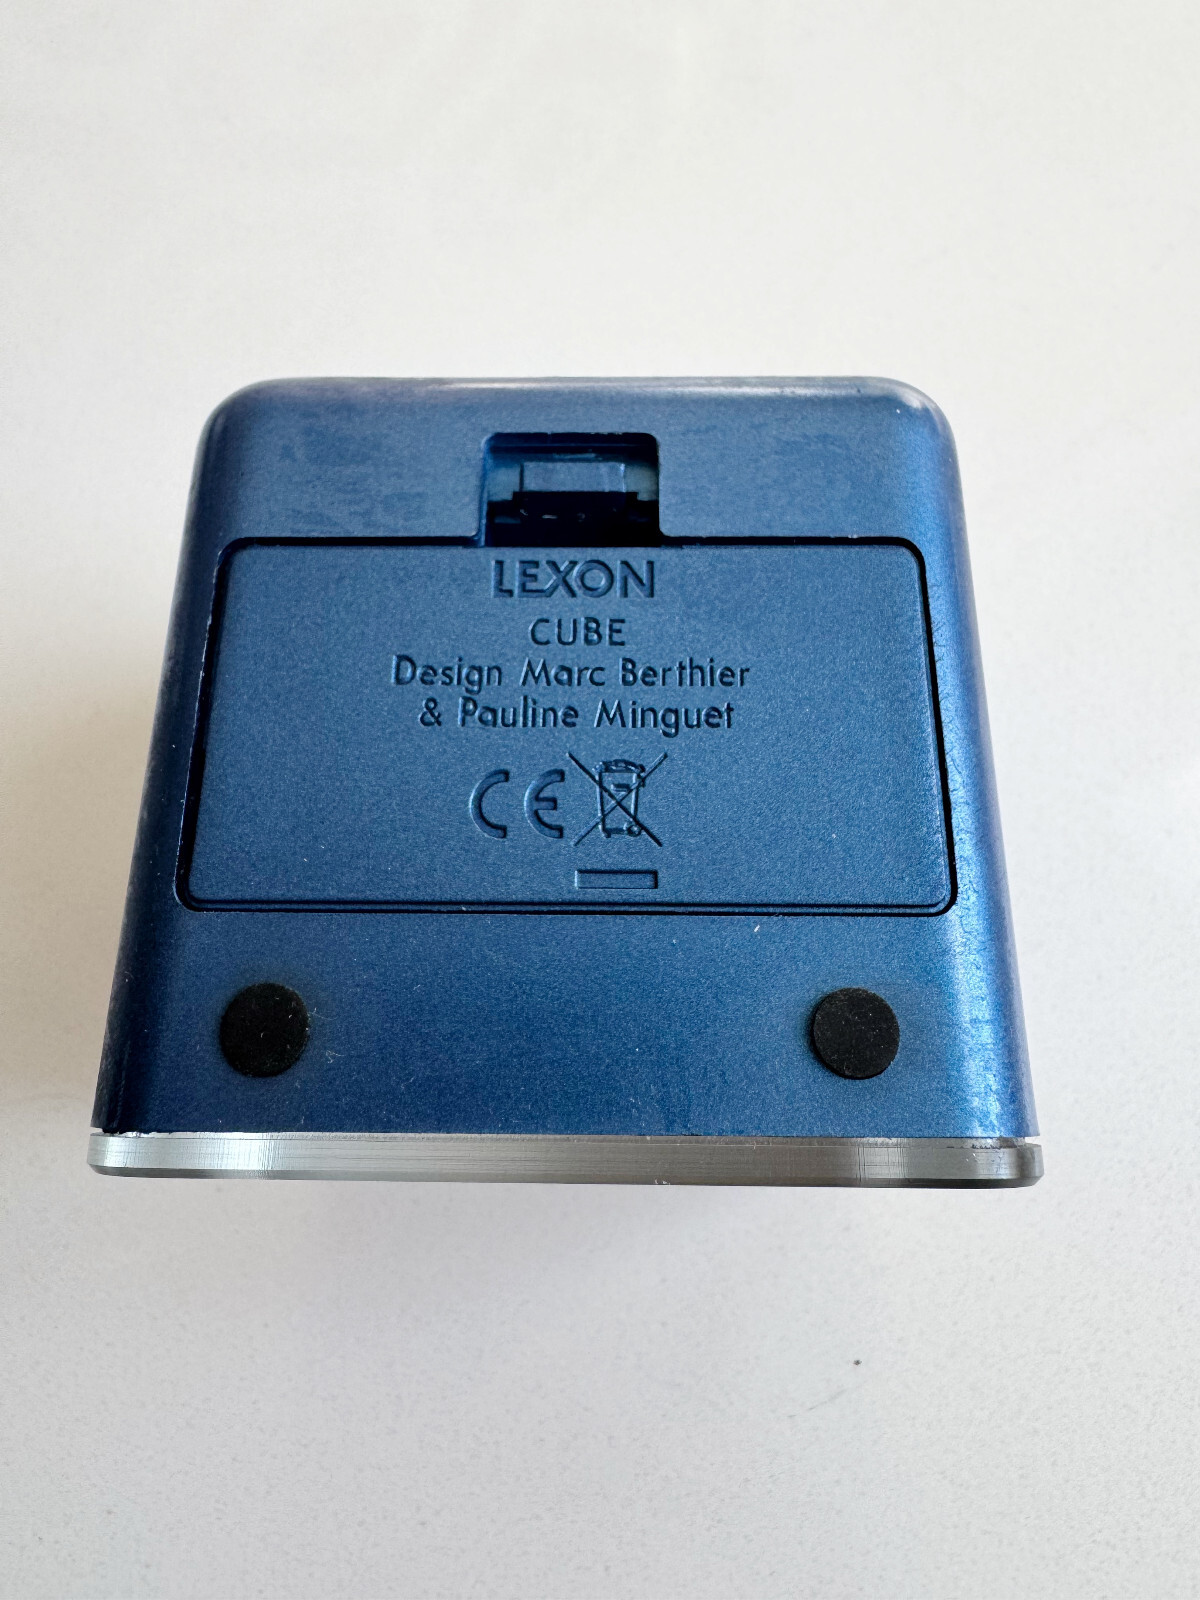 LEXON
CUBE
Design Marc Berthier
& Pauline Minguet
CE